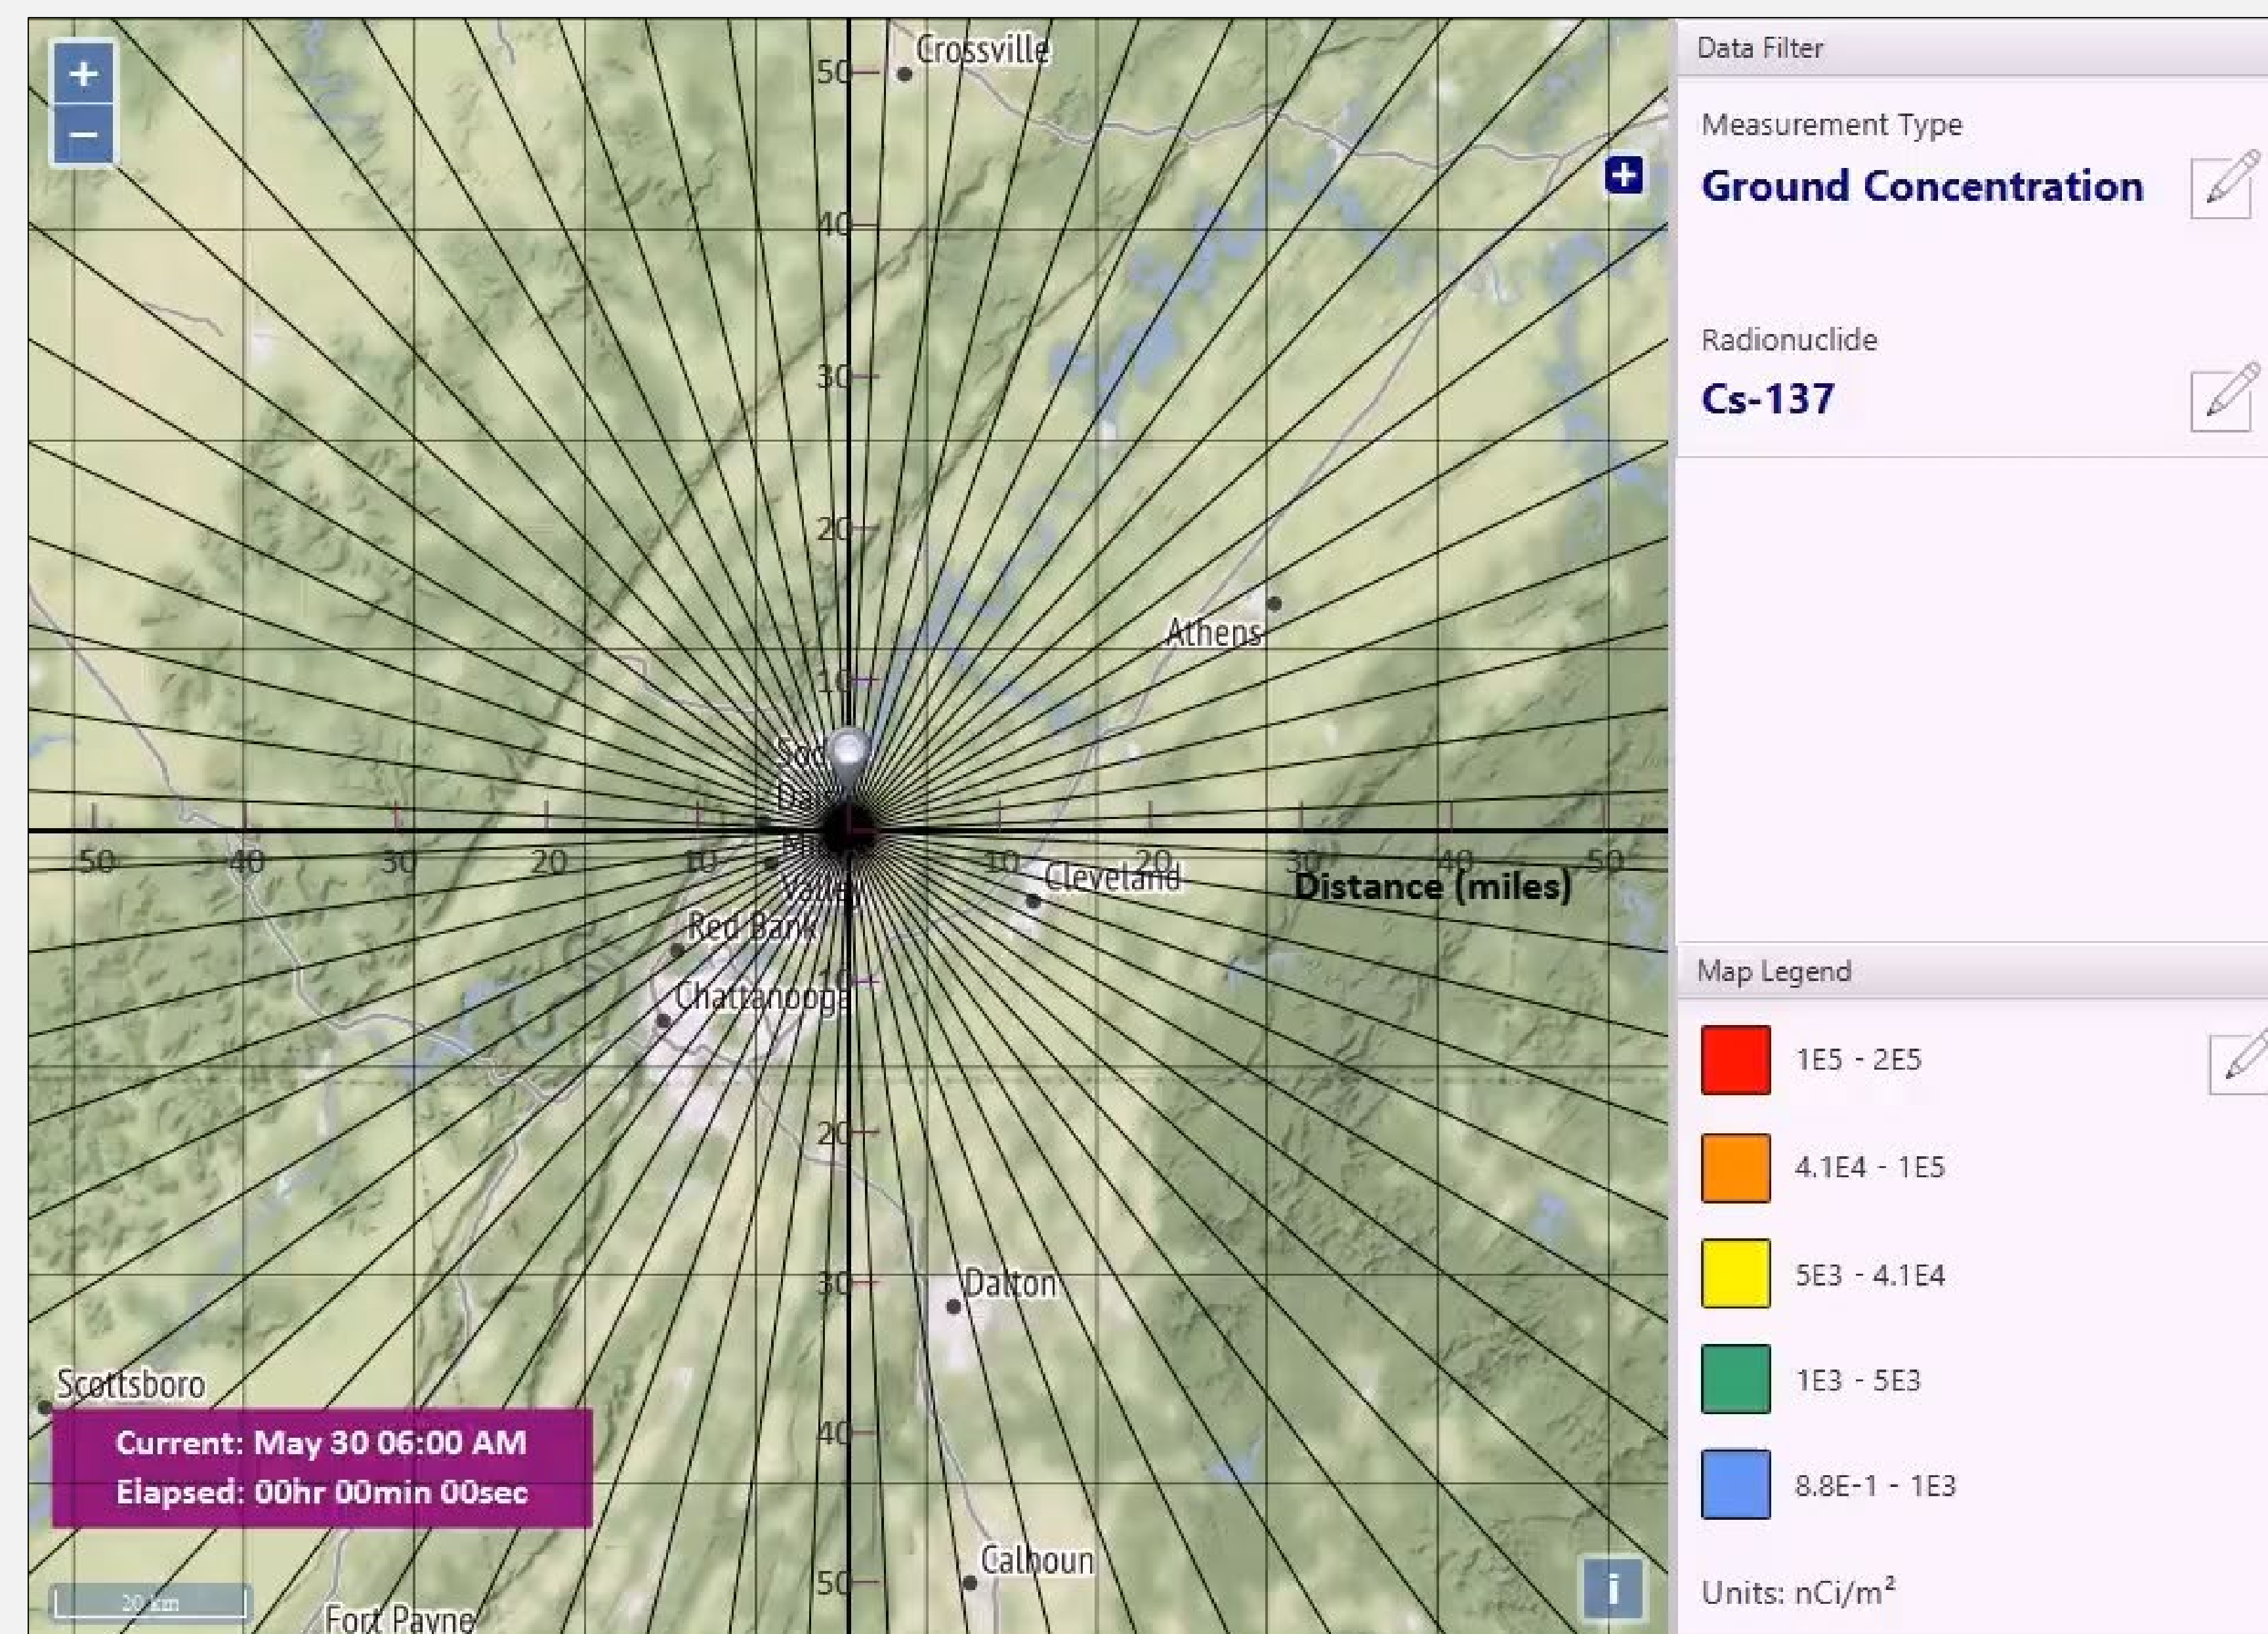 +
−
Crossville
50
40
30
20
10
+
Athens
50
40
30
20
10
10
20
30
40
50
Cleveland
Distance (miles)
Valley
Red Bank
10
Chattanooga
20
30
Dalton
40
Scottsboro
Current: May 30 06:00 AM
Elapsed: 00hr 00min 00sec
Calhoun
50
20 km
Fort Payne
i
Data Filter
Measurement Type
Ground Concentration
Radionuclide
Cs-137
Map Legend
1E5 - 2E5
4.1E4 - 1E5
5E3 - 4.1E4
1E3 - 5E3
8.8E-1 - 1E3
Units: nCi/m²